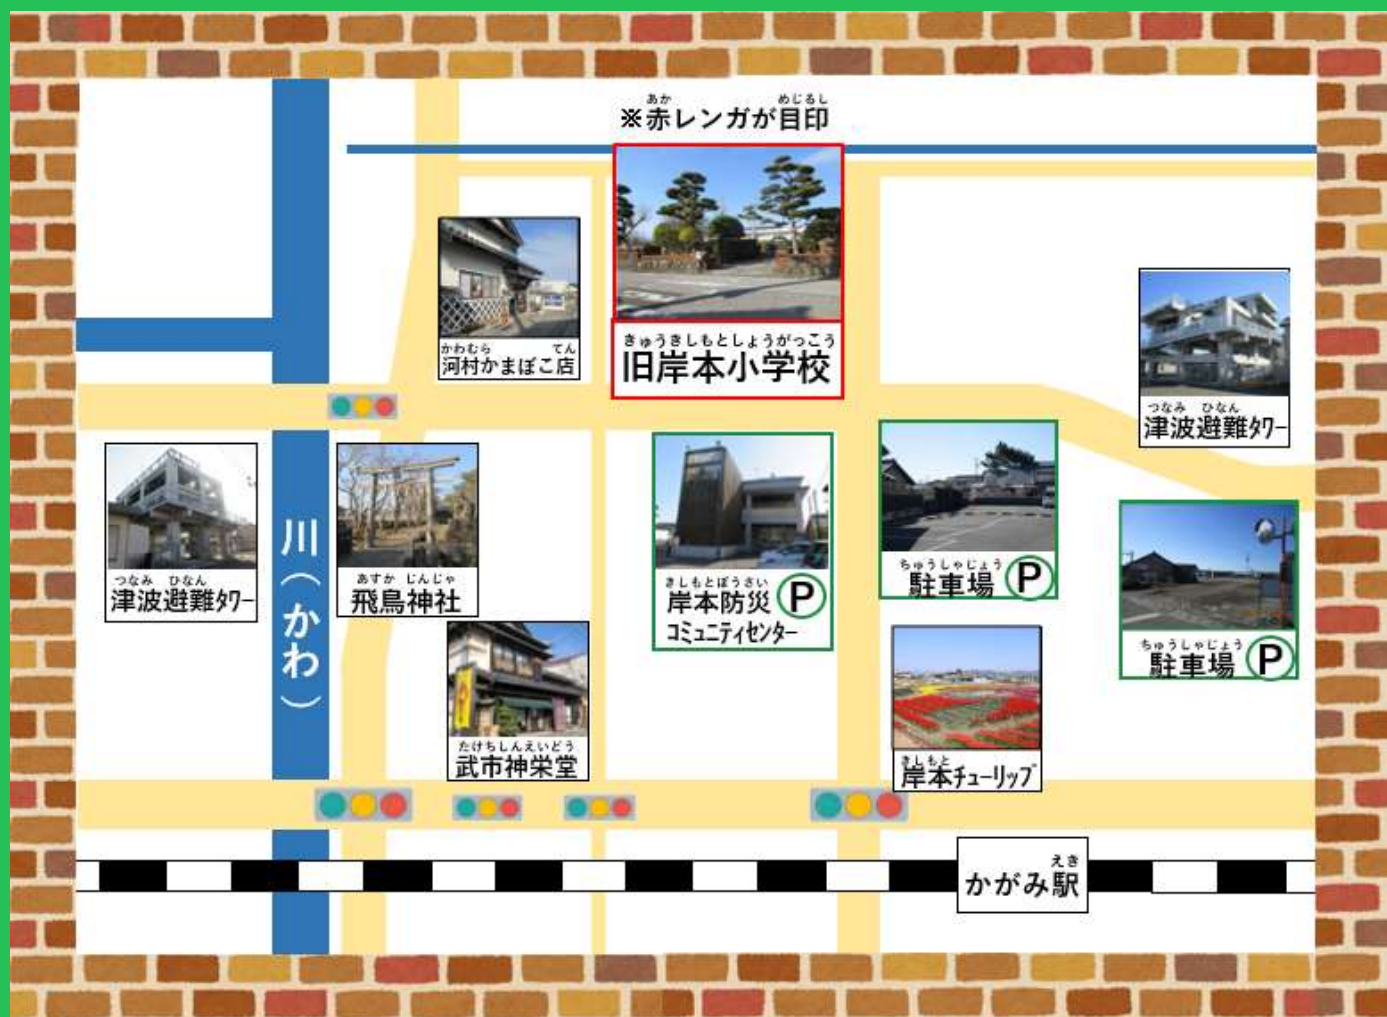 ※赤レンガが目印
あか めじるし
きゅうきしもとしょうがっこう
旧岸本小学校
かわむら てん
河村かまぼこ店
つなみ ひなん
津波避難タワー
つなみ ひなん
津波避難タワー
川（かわ）
あすか じんじゃ
飛鳥神社
きしもとぼうさい
岸本防災 P
コミュニティセンター
ちゅうしゃじょう
駐車場 P
ちゅうしゃじょう
駐車場 P
たけちしんえいどう
武市神栄堂
きしもと
岸本チューリップ
えき
かがみ駅